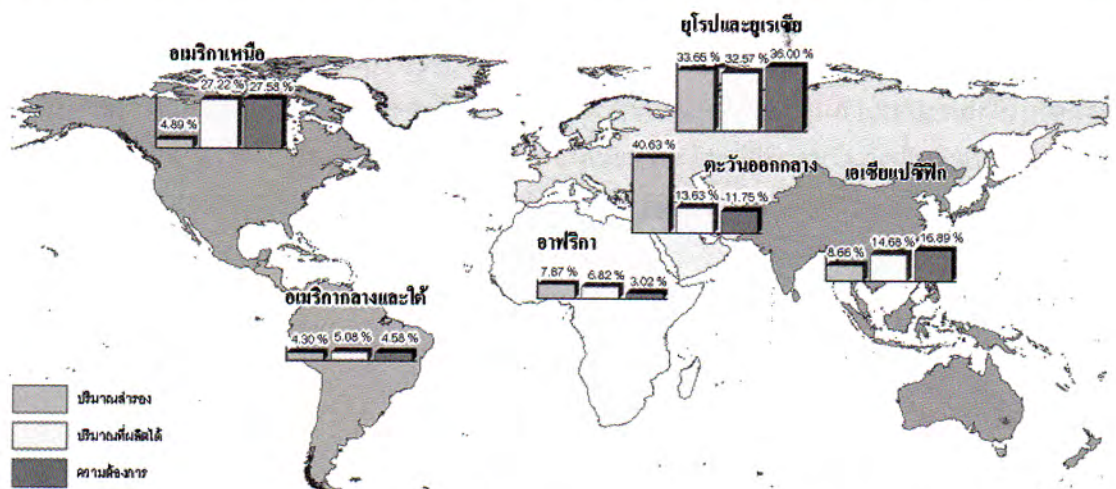 ยุโรปและยูเรเซีย
33.65 % 32.57 % 36.00 %
อเมริกาเหนือ
4.89 % 27.22 % 27.58 %
ตะวันออกกลาง
40.63 % 13.63 % 11.75 %
เอเชียแปซิฟิก
8.66 % 14.68 % 16.89 %
อาฟริกา
7.87 % 6.82 % 3.02 %
อเมริกากลางและใต้
4.30 % 5.08 % 4.58 %
ปริมาณสำรอง
ปริมาณที่ผลิตได้
ความต้องการ